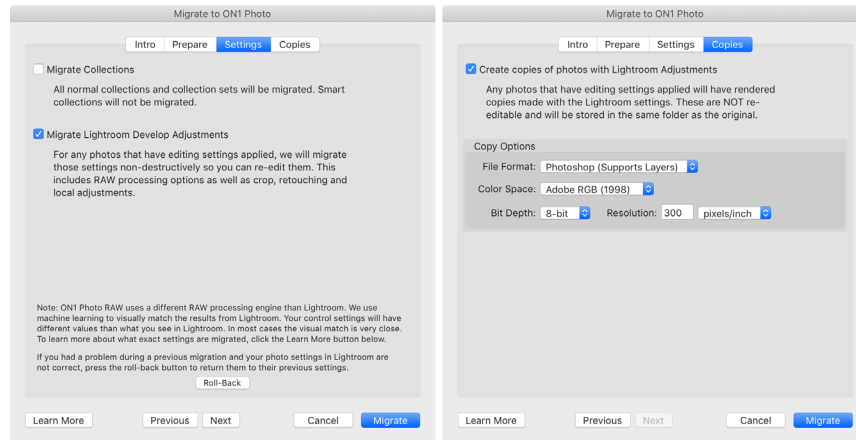 Migrate to ON1 Photo
Intro Prepare Settings Copies
Migrate Collections
All normal collections and collection sets will be migrated. Smart
collections will not be migrated.
Migrate Lightroom Develop Adjustments
For any photos that have editing settings applied, we will migrate
those settings non-destructively so you can re-edit them. This
includes RAW processing options as well as crop, retouching and
local adjustments.
Note: ON1 Photo RAW uses a different RAW processing engine than Lightroom. We use
machine learning to visually match the results from Lightroom. Your control settings will have
different values than what you see in Lightroom. In most cases the visual match is very close.
To learn more about what exact settings are migrated, click the Learn More button below.
If you had a problem during a previous migration and your photo settings in Lightroom are
not correct, press the roll-back button to return them to their previous settings.
Roll-Back
Learn More Previous Next Cancel Migrate
Migrate to ON1 Photo
Intro Prepare Settings Copies
Create copies of photos with Lightroom Adjustments
Any photos that have editing settings applied will have rendered
copies made with the Lightroom settings. These are NOT re-
editable and will be stored in the same folder as the original.
Copy Options
File Format: Photoshop (Supports Layers)
Color Space: Adobe RGB (1998)
Bit Depth: 8-bit Resolution: 300 pixels/inch
Learn More Previous Next Cancel Migrate